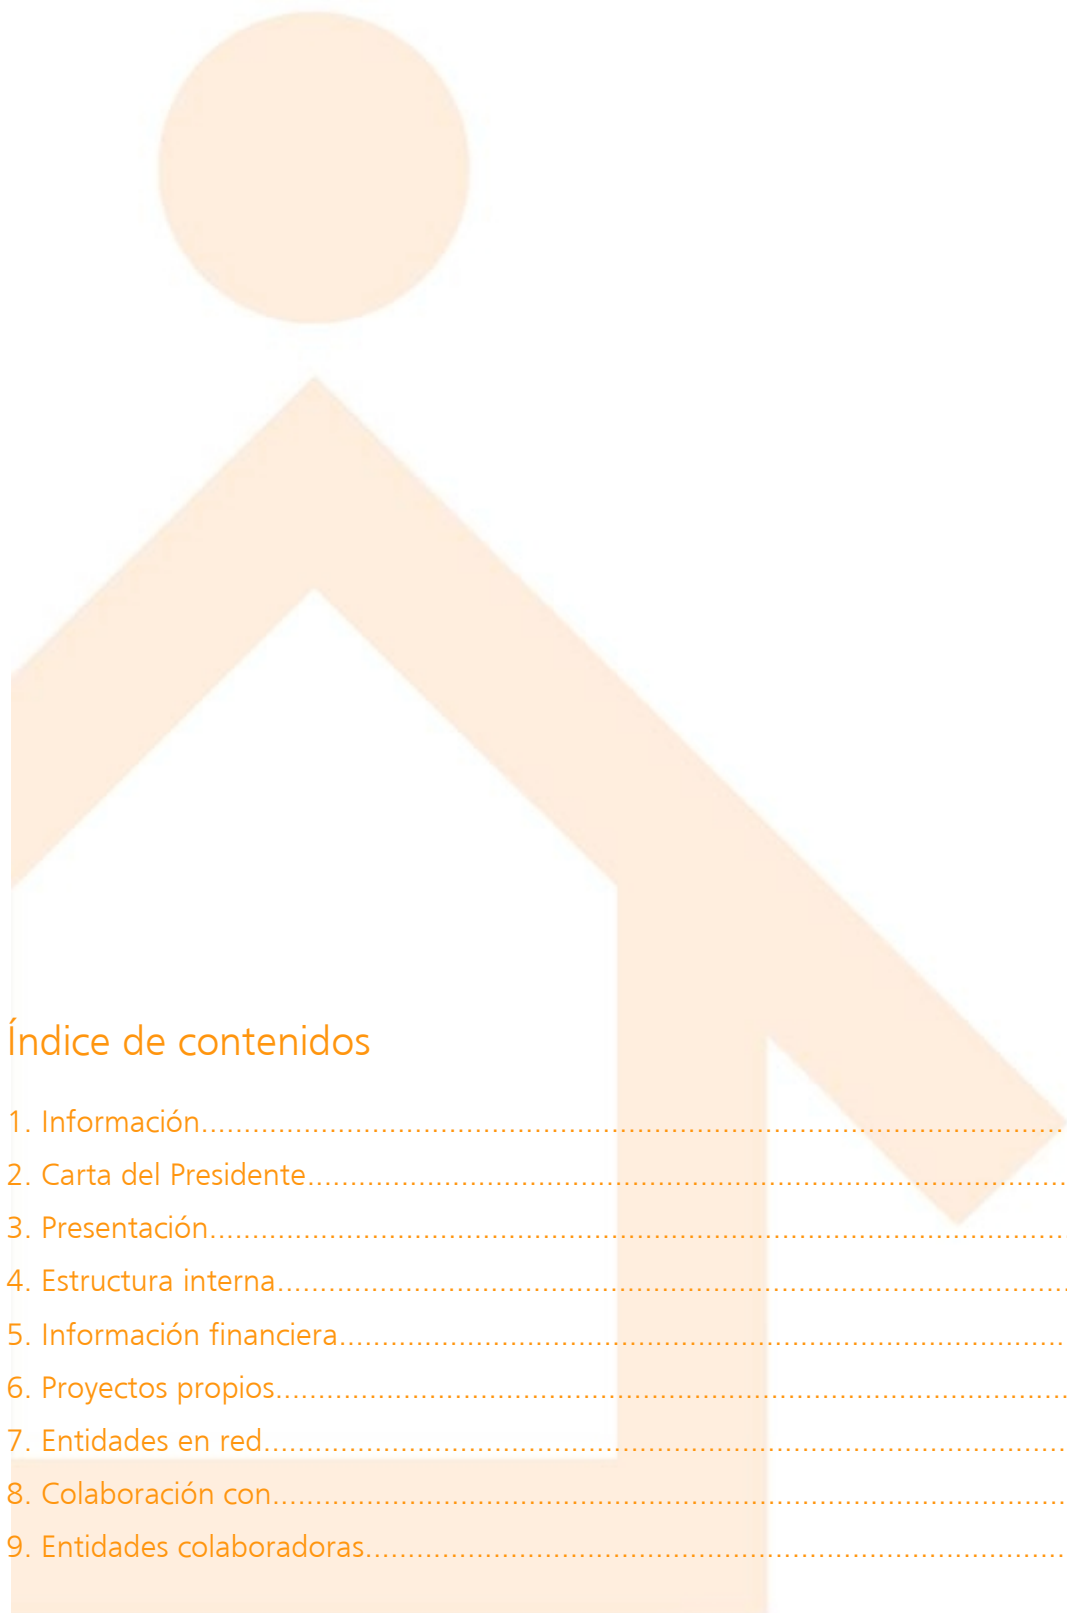 Índice de contenidos
1. Información....................................................................................................
2. Carta del Presidente.........................................................................................
3. Presentación...................................................................................................
4. Estructura interna............................................................................................
5. Información financiera.....................................................................................
6. Proyectos propios............................................................................................
7. Entidades en red.............................................................................................
8. Colaboración con............................................................................................
9. Entidades colaboradoras..................................................................................